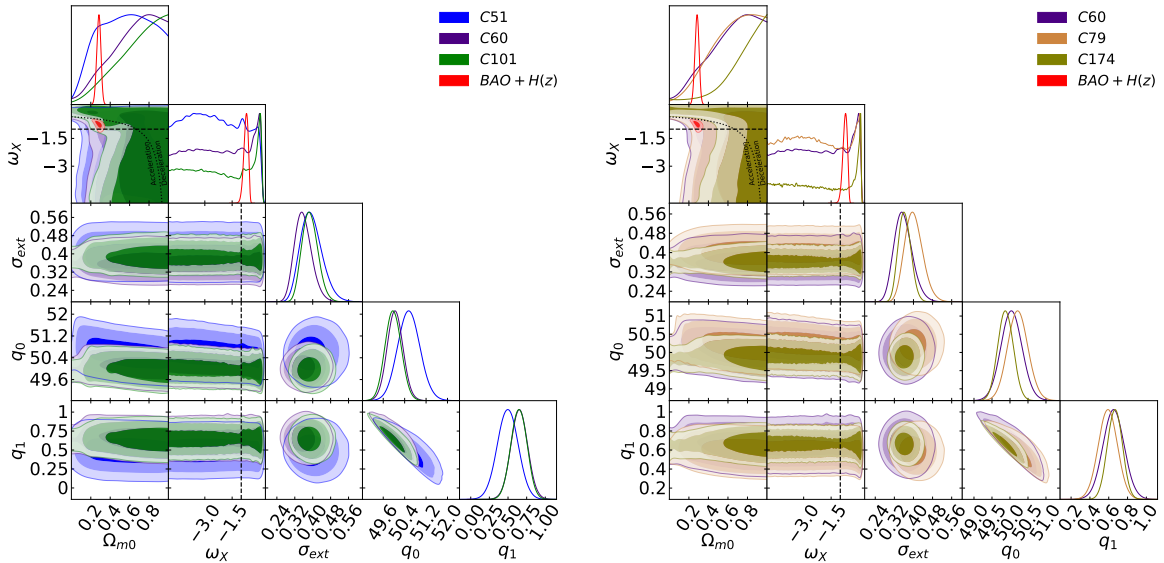 C51
C60
C101
BAO + H(z)
Acceleration
Deceleration
ω_X
−1.5
−3
σ_ext
0.56
0.48
0.4
0.32
0.24
q_0
52
51.2
50.4
49.6
q_1
1
0.75
0.5
0.25
0
0.2 0.4 0.6 0.8
Ω_m0
−3.0 −1.5
ω_X
0.24 0.32 0.40 0.48 0.56
σ_ext
49.6 50.4 51.2 52.0
q_0
0.00 0.25 0.50 0.75 1.00
q_1
C60
C79
C174
BAO + H(z)
Acceleration
Deceleration
ω_X
−1.5
−3
σ_ext
0.56
0.48
0.4
0.32
0.24
q_0
51
50.5
50
49.5
49
q_1
1
0.8
0.6
0.4
0.2
0.2 0.4 0.6 0.8
Ω_m0
−3.0 −1.5
ω_X
0.24 0.32 0.40 0.48 0.56
σ_ext
49.0 49.5 50.0 50.5 51.0
q_0
0.2 0.4 0.6 0.8 1.0
q_1